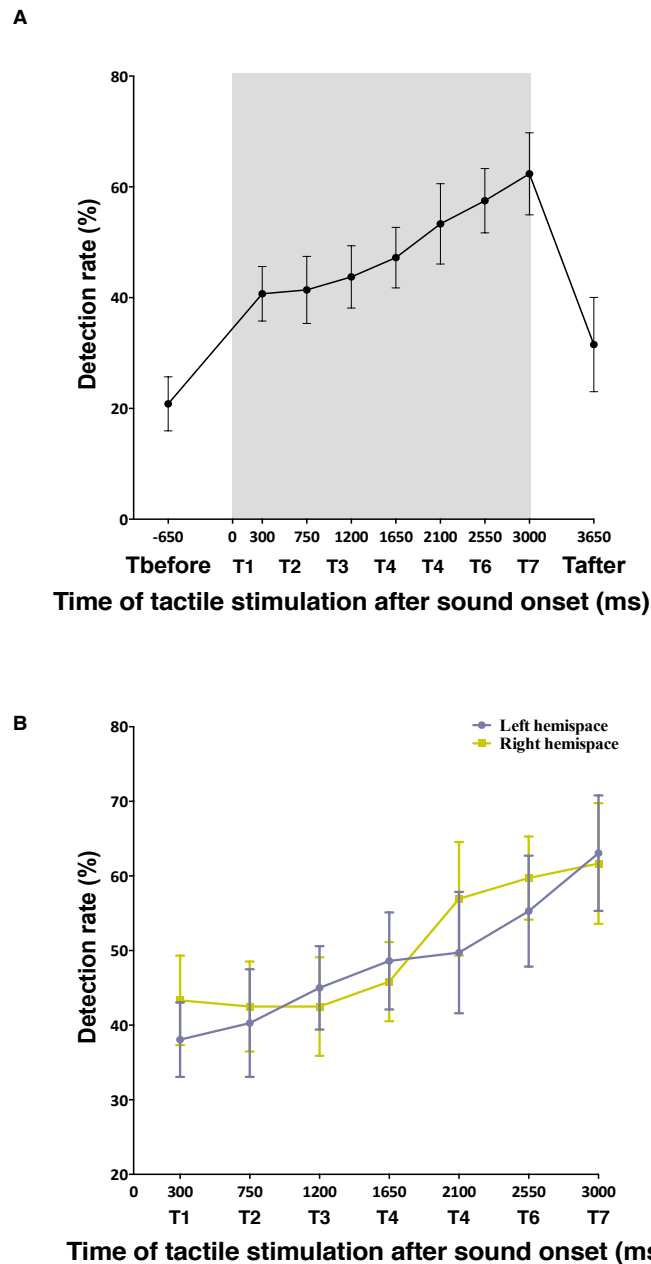 A
80
60
40
20
0
Detection rate (%)
-650 0 300 750 1200 1650 2100 2550 3000 3650
Tbefore T1 T2 T3 T4 T4 T6 T7 Tafter
Time of tactile stimulation after sound onset (ms)
B
Left hemispace
Right hemispace
80
70
60
50
40
30
20
Detection rate (%)
0 300 750 1200 1650 2100 2550 3000
T1 T2 T3 T4 T4 T6 T7
Time of tactile stimulation after sound onset (ms